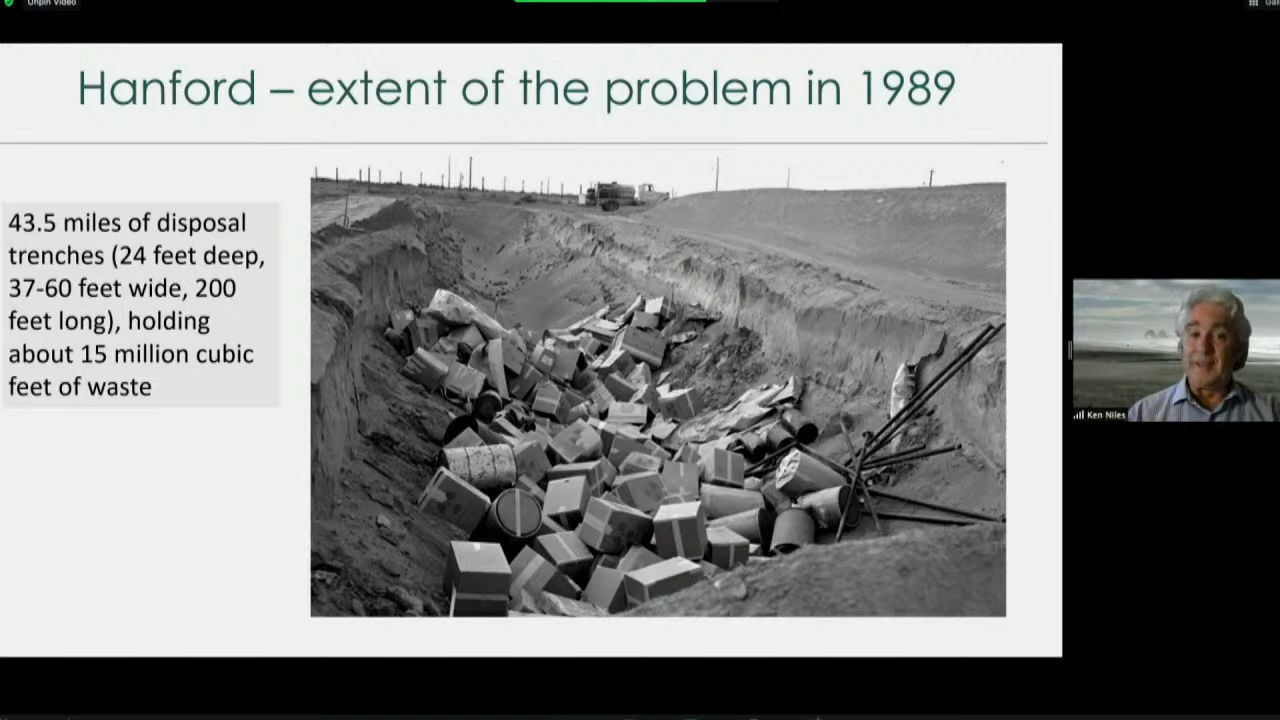 Unpin Video
Hanford – extent of the problem in 1989
43.5 miles of disposal
trenches (24 feet deep,
37-60 feet wide, 200
feet long), holding
about 15 million cubic
feet of waste
Ken Niles